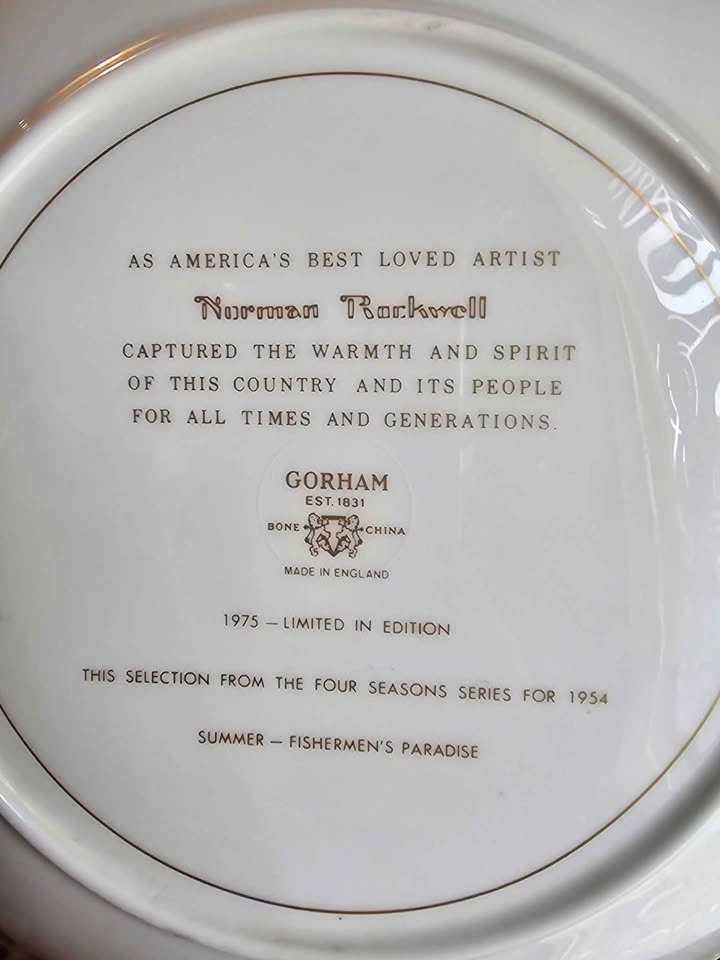 AS AMERICA'S BEST LOVED ARTIST
Norman Rockwell
CAPTURED THE WARMTH AND SPIRIT
OF THIS COUNTRY AND ITS PEOPLE
FOR ALL TIMES AND GENERATIONS.
GORHAM
EST. 1831
BONE CHINA
MADE IN ENGLAND
1975 — LIMITED IN EDITION
THIS SELECTION FROM THE FOUR SEASONS SERIES FOR 1954
SUMMER — FISHERMEN'S PARADISE